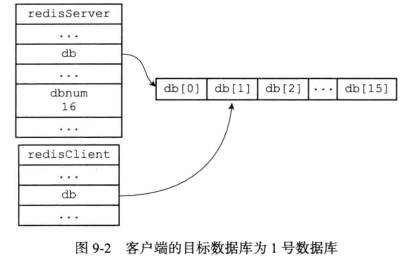 redisServer
...
db
...
dbnum
16
...
db[0] db[1] db[2] ... db[15]
redisClient
...
db
...
图 9-2 客户端的目标数据库为 1 号数据库